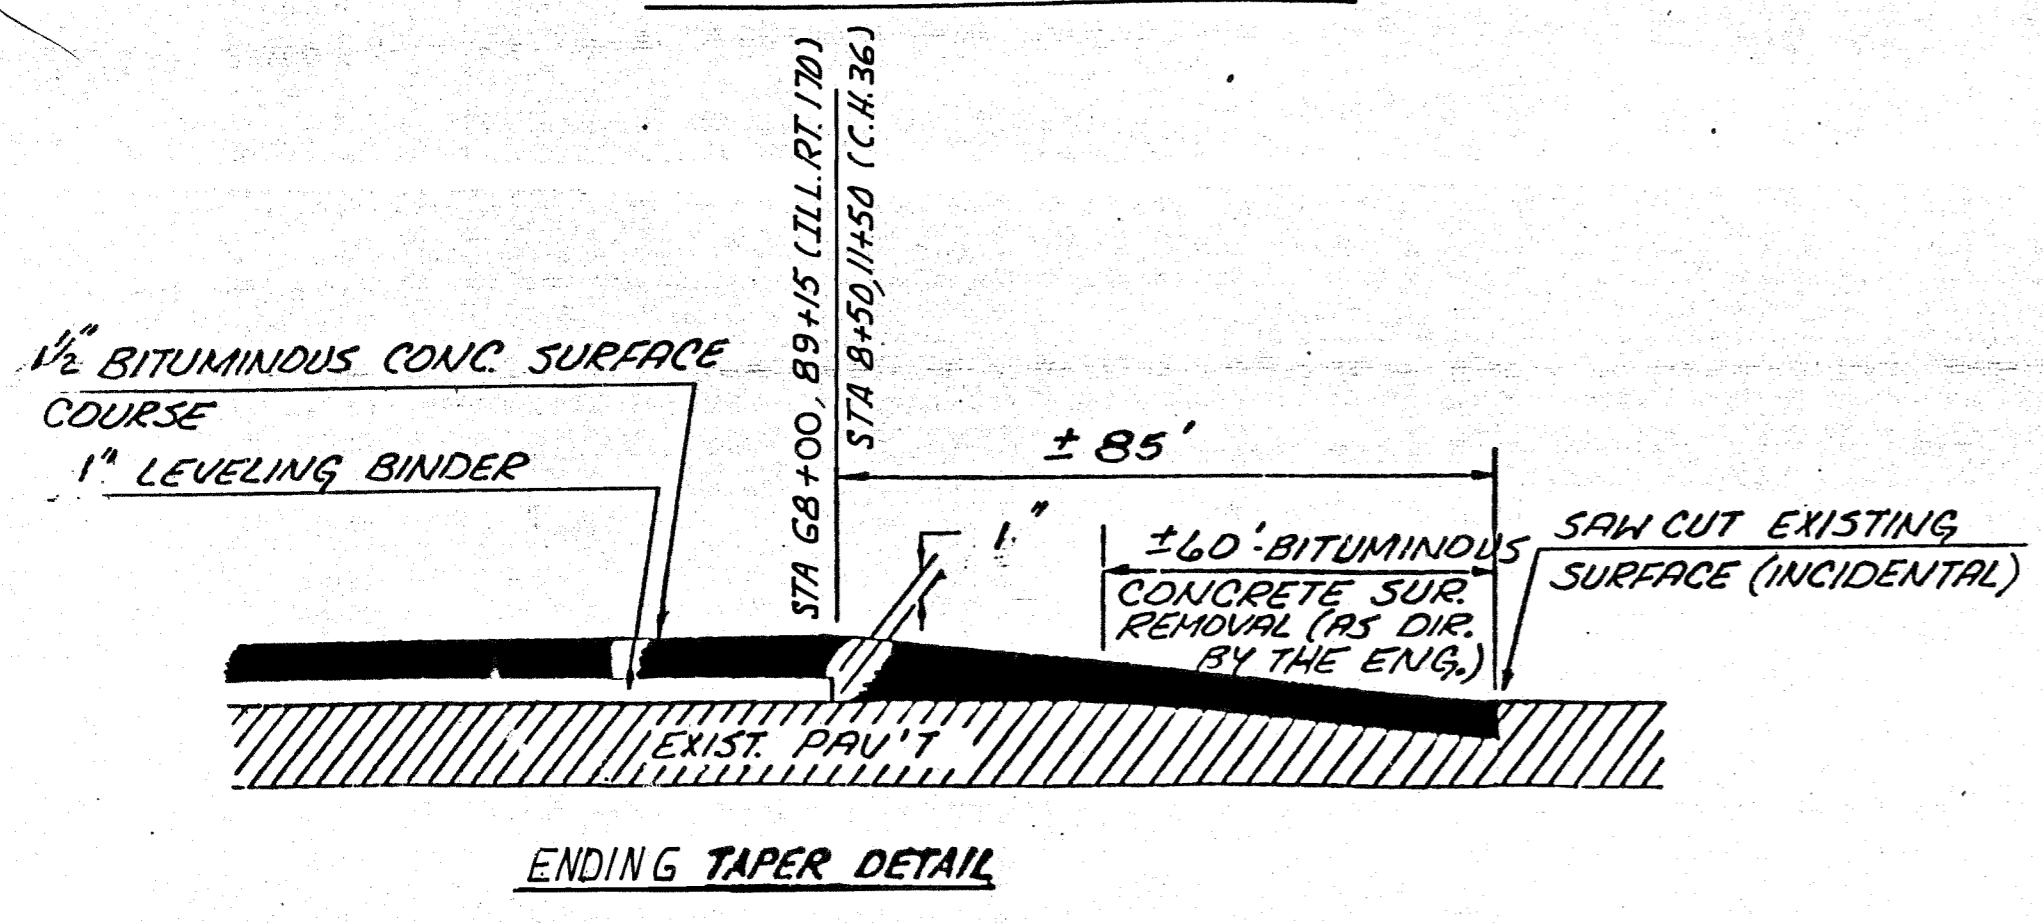 STA 68+00, 89+15 (ILL.RT. 170)
STA 8+50, 11+50 (C.H.36)
1½" BITUMINOUS CONC. SURFACE
COURSE
1" LEVELING BINDER
± 85'
1"
±60'-BITUMINOUS
CONCRETE SUR.
REMOVAL (AS DIR.
BY THE ENG.)
SAW CUT EXISTING
SURFACE (INCIDENTAL)
EXIST. PAV'T
ENDING TAPER DETAIL